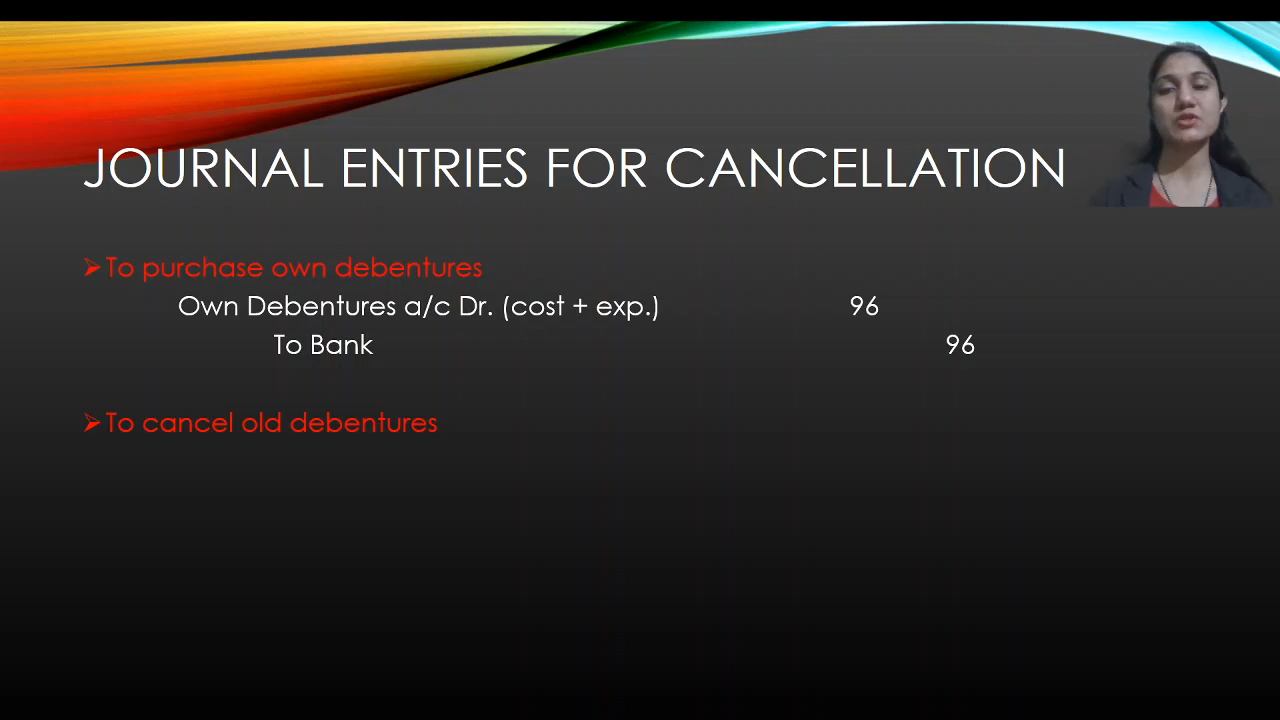 JOURNAL ENTRIES FOR CANCELLATION
➢To purchase own debentures
Own Debentures a/c Dr. (cost + exp.) 96
To Bank 96
➢To cancel old debentures